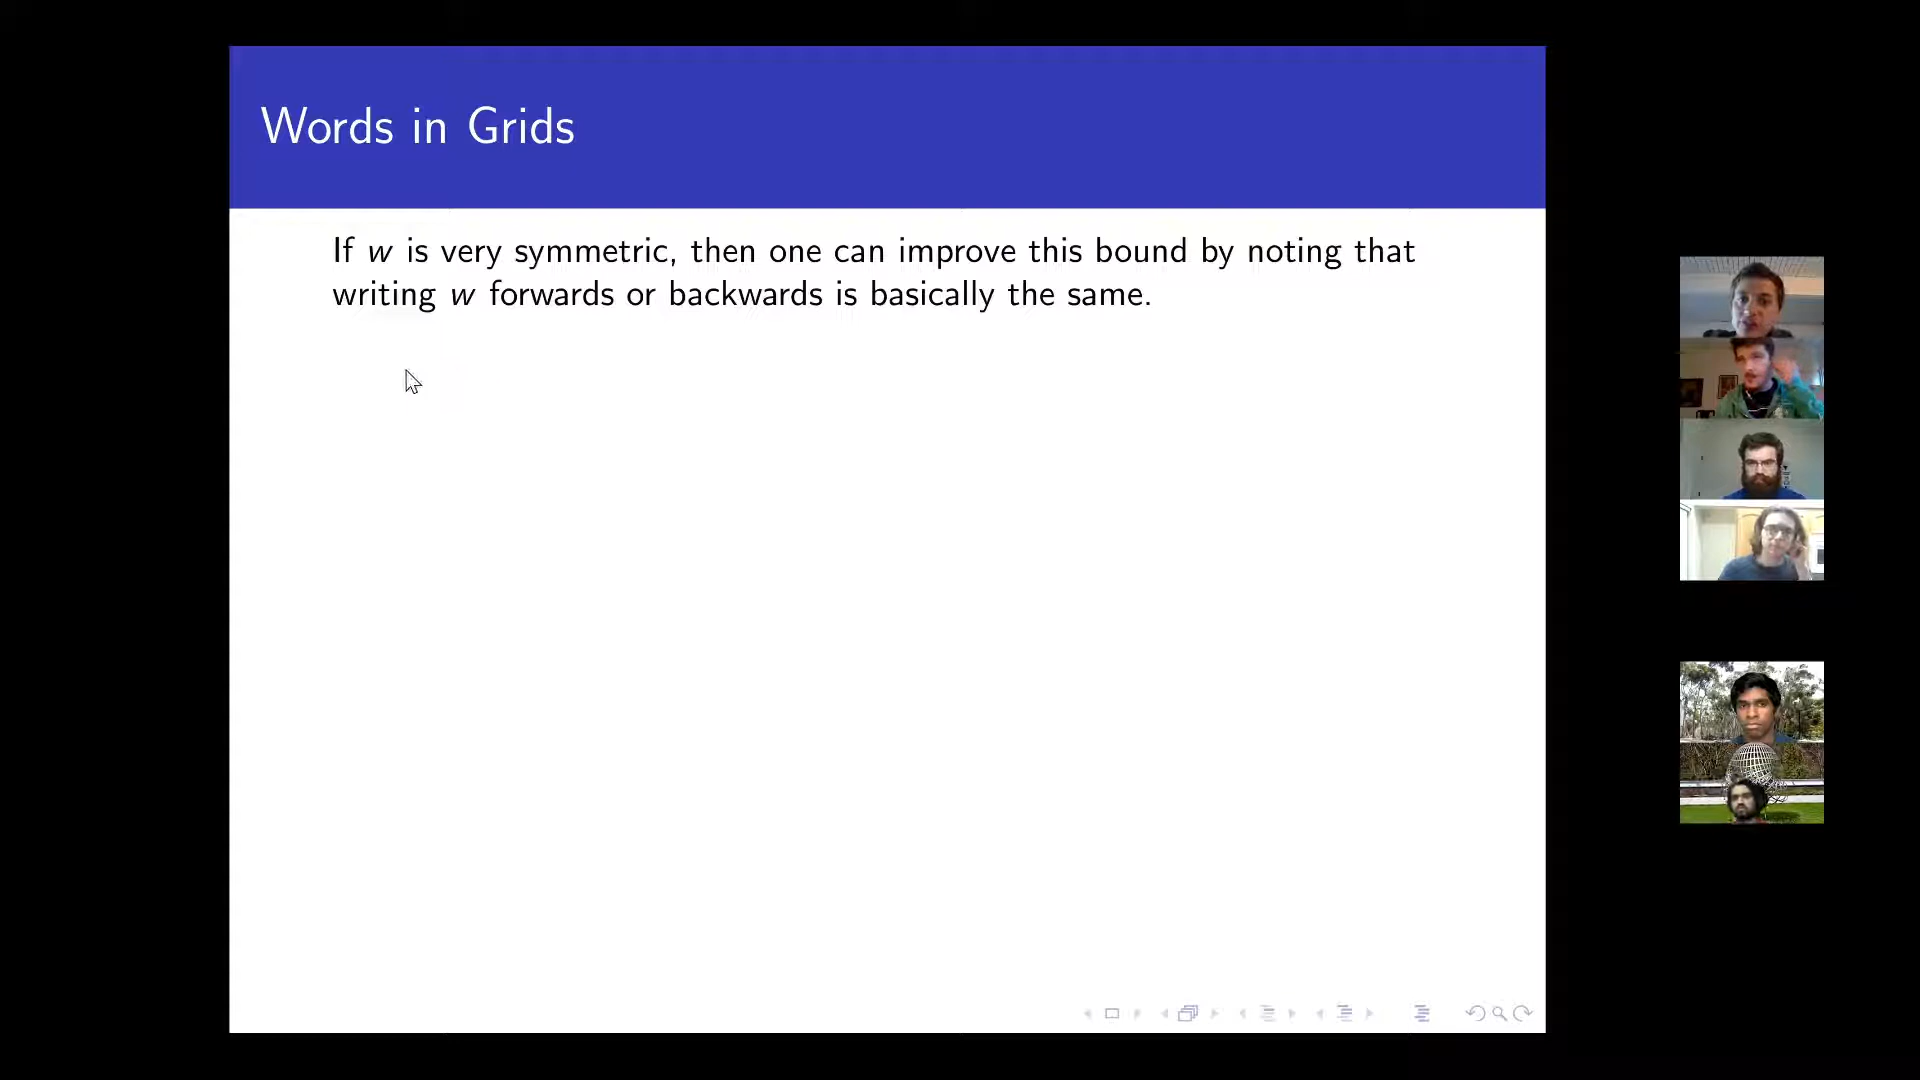 Words in Grids
If w is very symmetric, then one can improve this bound by noting that
writing w forwards or backwards is basically the same.